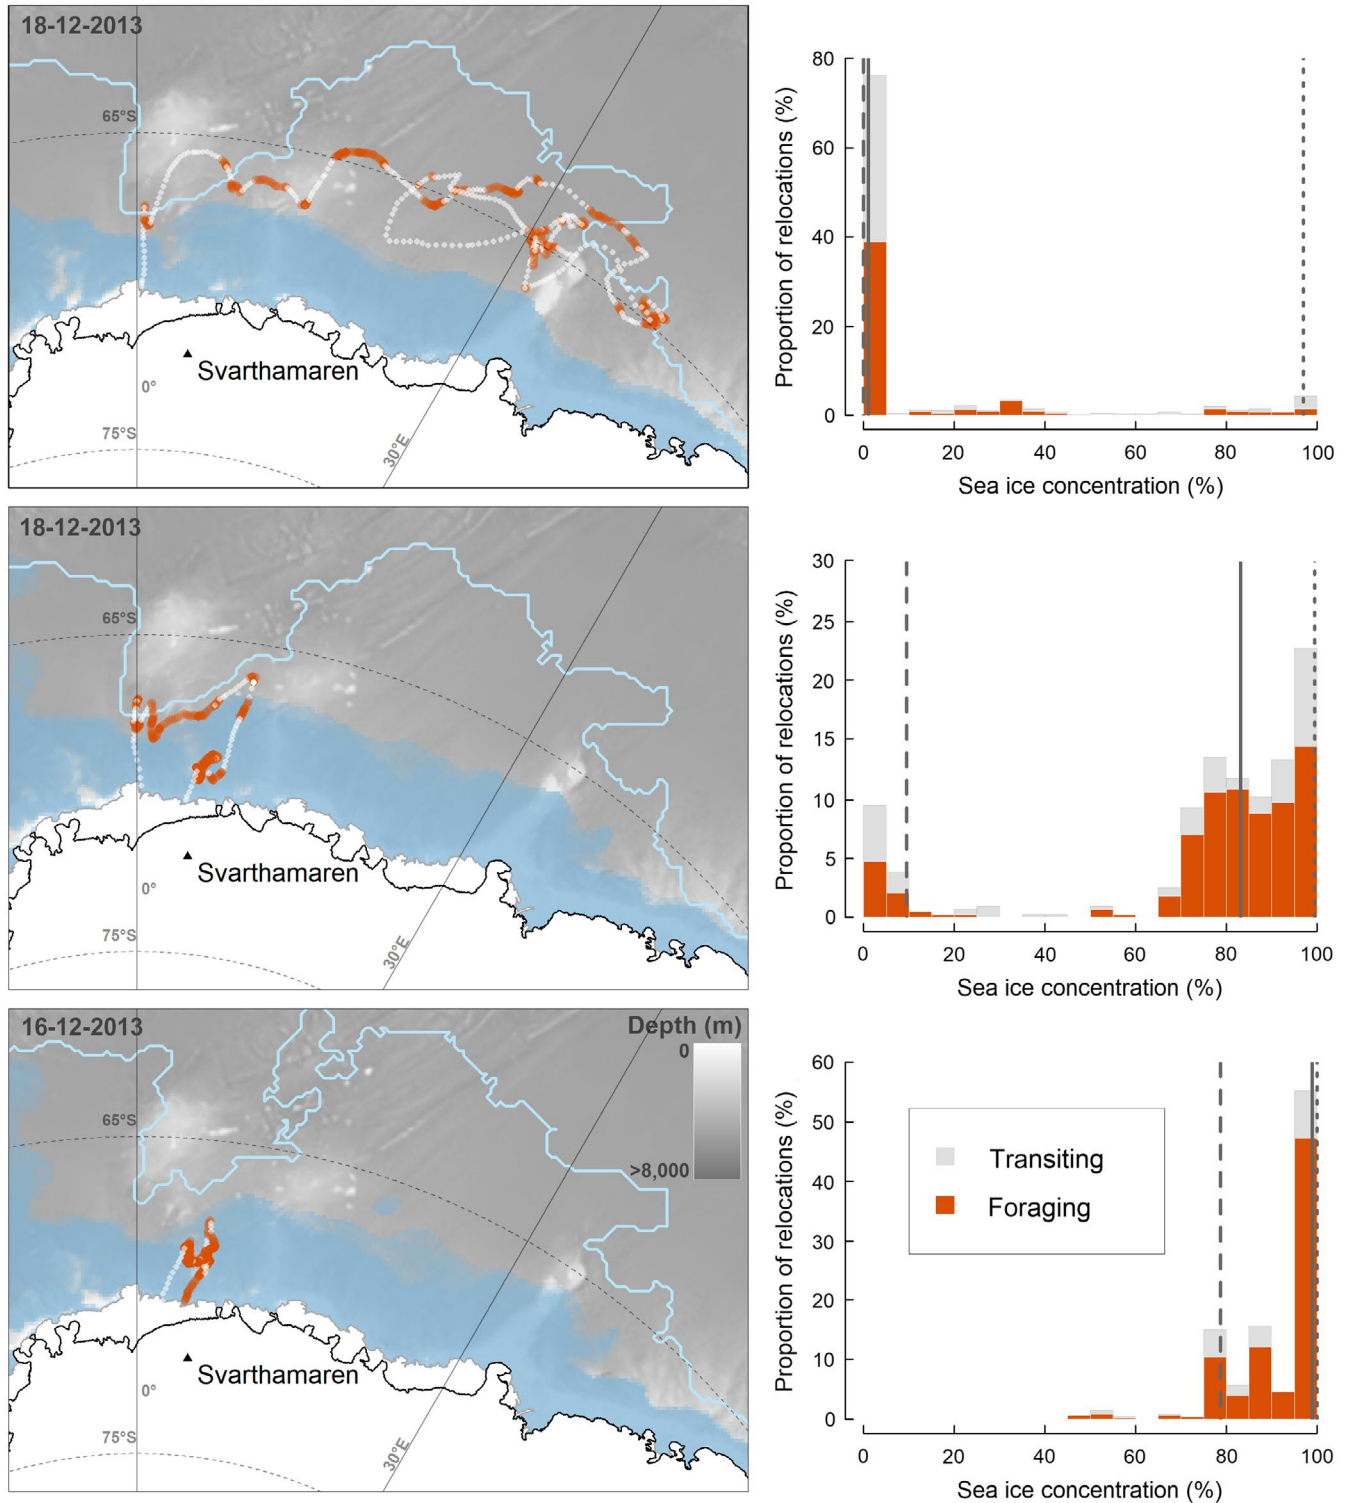 18-12-2013
65°S
Svarthamaren
0°
75°S
30°E
80
60
40
20
0
Proportion of relocations (%)
0 20 40 60 80 100
Sea ice concentration (%)
18-12-2013
65°S
Svarthamaren
0°
75°S
30°E
30
25
20
15
10
5
0
Proportion of relocations (%)
0 20 40 60 80 100
Sea ice concentration (%)
16-12-2013
Depth (m)
0
>8,000
65°S
Svarthamaren
0°
75°S
30°E
60
50
40
30
20
10
0
Proportion of relocations (%)
Transiting
Foraging
0 20 40 60 80 100
Sea ice concentration (%)